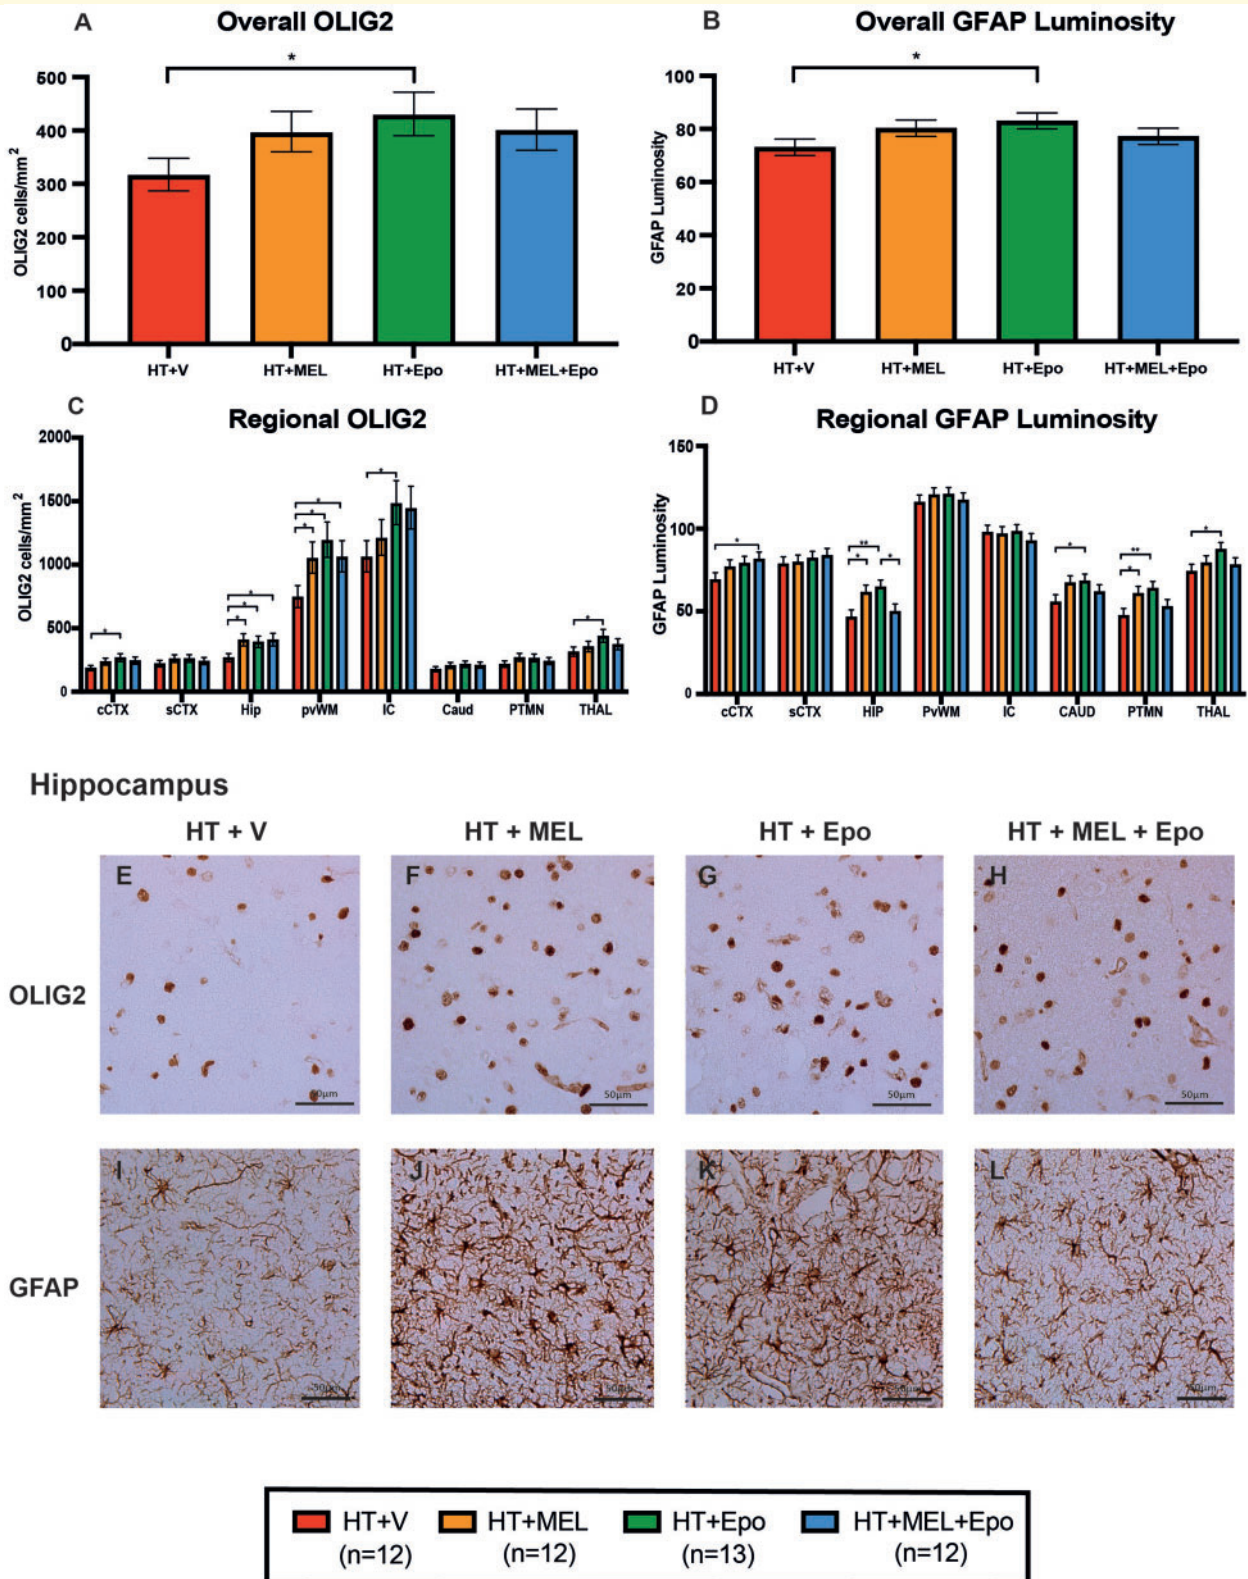 A Overall OLIG2
*
OLIG2 cells/mm²
500
400
300
200
100
0
HT+V HT+MEL HT+Epo HT+MEL+Epo
B Overall GFAP Luminosity
*
GFAP Luminosity
100
80
60
40
20
0
HT+V HT+MEL HT+Epo HT+MEL+Epo
C Regional OLIG2
OLIG2 cells/mm²
2000
1500
1000
500
0
* * * * * * * * *
cCTX sCTX Hip pvWM IC Caud PTMN THAL
D Regional GFAP Luminosity
GFAP Luminosity
150
100
50
0
* ** * * * ** * *
cCTX sCTX HIP PvWM IC CAUD PTMN THAL
Hippocampus
HT + V HT + MEL HT + Epo HT + MEL + Epo
OLIG2
E F G H
50µm 50µm 50µm 50µm
GFAP
I J K L
50µm 50µm 50µm 50µm
HT+V HT+MEL HT+Epo HT+MEL+Epo
(n=12) (n=12) (n=13) (n=12)